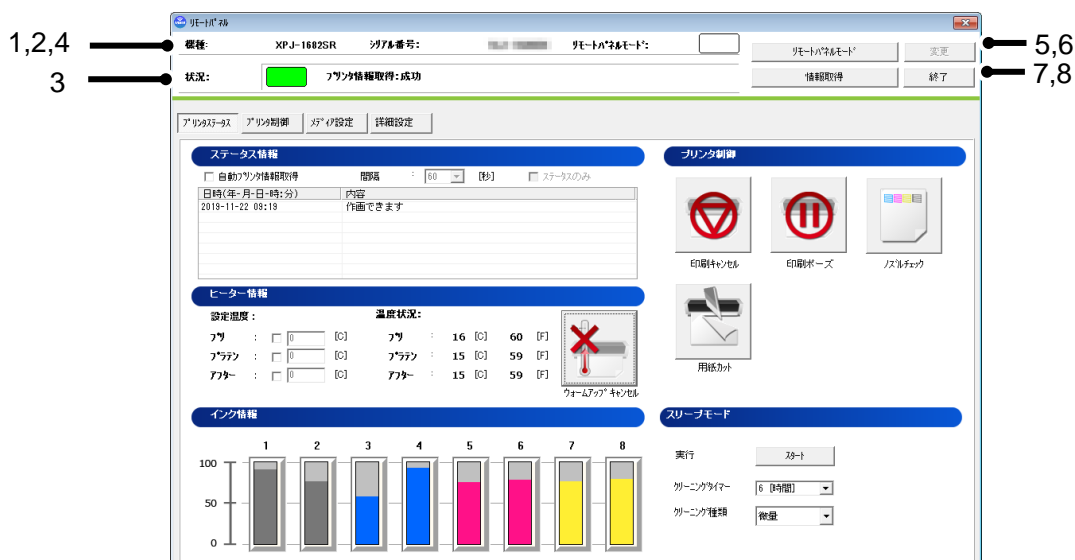 リモートパネル
1,2,4
機種: XPJ-1682SR シリアル番号: リモートパネルモード:
リモートパネルモード 変更
5,6
3
状況: プリンタ情報取得:成功
情報取得 終了
7,8
プリンタステータス プリンタ制御 メディア設定 詳細設定
ステータス情報
自動プリンタ情報取得 間隔 : 60 [秒] ステータスのみ
日時(年-月-日-時:分) 内容
2019-11-22 09:19 作画できます
プリンタ制御
印刷キャンセル 印刷ポーズ ノズルチェック
用紙カット
ヒーター情報
設定温度: 温度状況:
プリ : 0 [C] プリ : 16 [C] 60 [F]
プラテン : 0 [C] プラテン : 15 [C] 59 [F]
アフター : 0 [C] アフター : 15 [C] 59 [F]
ウォームアップ キャンセル
インク情報
1 2 3 4 5 6 7 8
100
50
0
スリープモード
実行 スタート
クリーニングタイマー 6 [時間]
クリーニング種類 微量